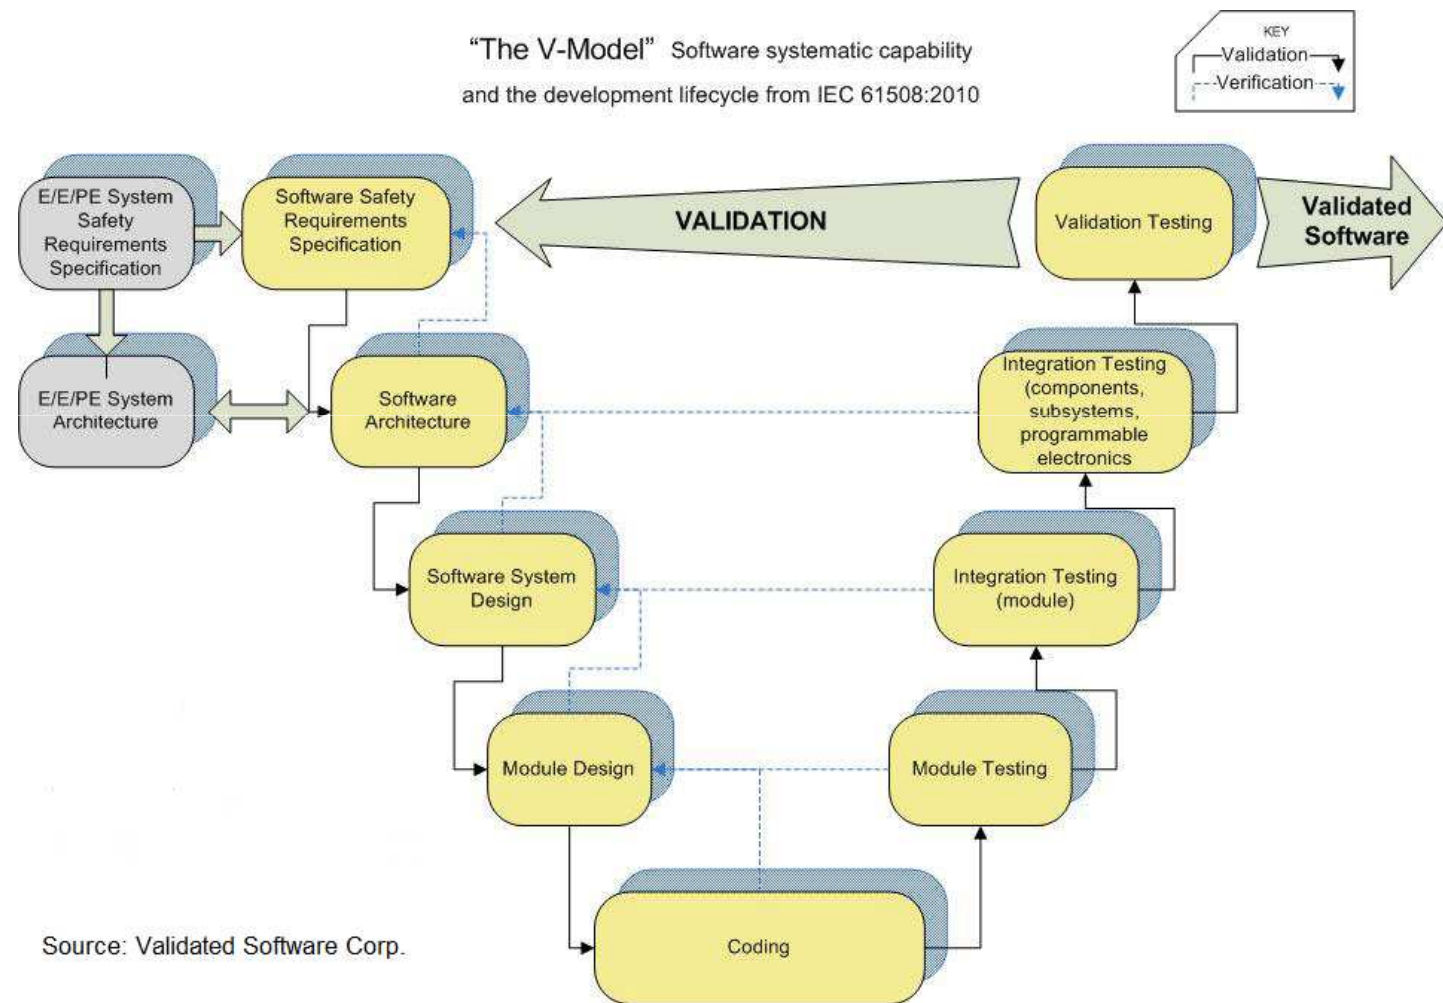 “The V-Model” Software systematic capability
and the development lifecycle from IEC 61508:2010
KEY
Validation
Verification
E/E/PE System
Safety
Requirements
Specification
Software Safety
Requirements
Specification
VALIDATION
Validation Testing
Validated
Software
E/E/PE System
Architecture
Software
Architecture
Integration Testing
(components,
subsystems,
programmable
electronics
Software System
Design
Integration Testing
(module)
Module Design
Module Testing
Coding
Source: Validated Software Corp.